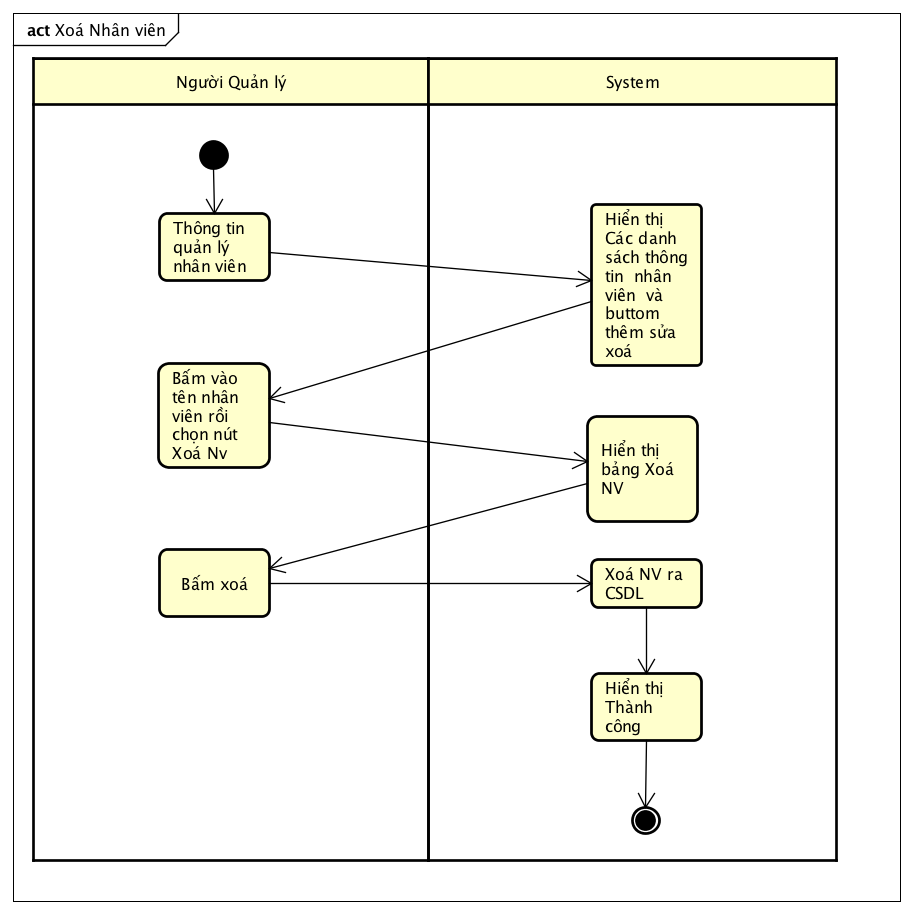 act Xoá Nhân viên
Người Quản lý
System
Thông tin
quản lý
nhân viên
Hiển thị
Các danh
sách thông
tin nhân
viên và
buttom
thêm sửa
xoá
Bấm vào
tên nhân
viên rồi
chọn nút
Xoá Nv
Hiển thị
bảng Xoá
NV
Bấm xoá
Xoá NV ra
CSDL
Hiển thị
Thành
công